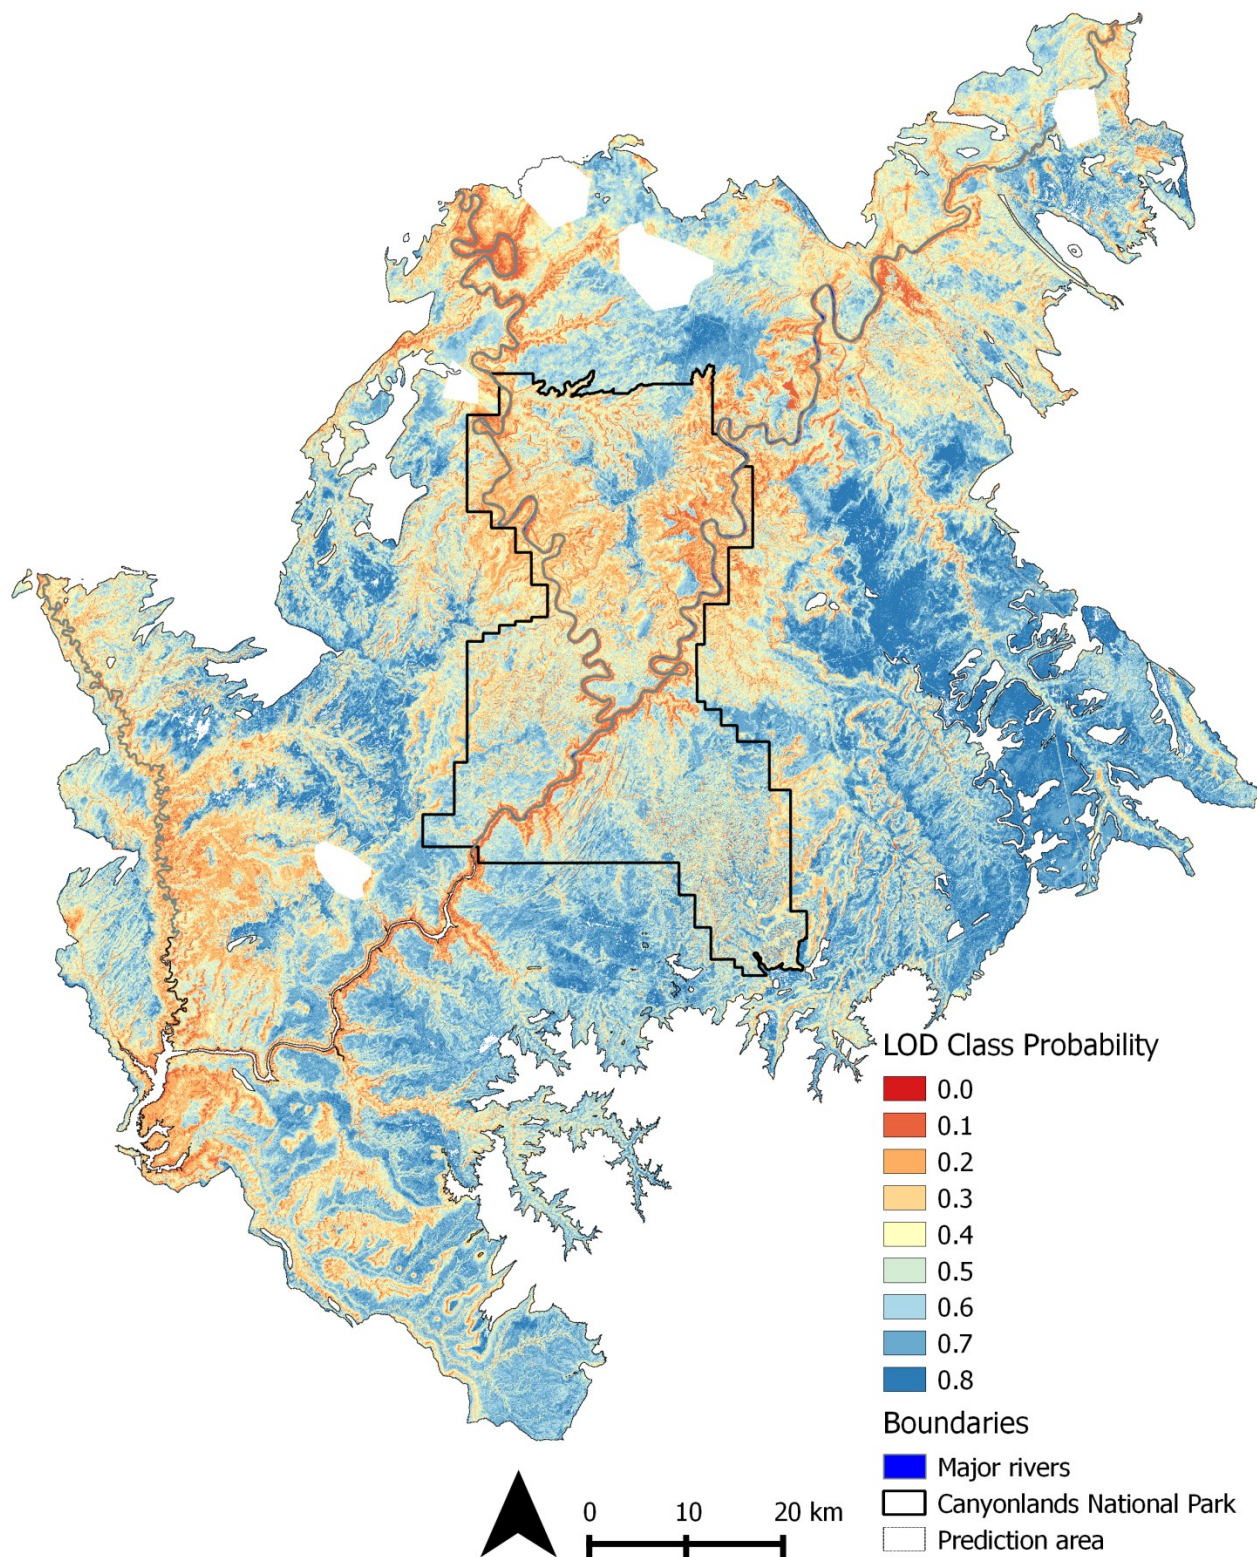 LOD Class Probability
0.0
0.1
0.2
0.3
0.4
0.5
0.6
0.7
0.8
Boundaries
Major rivers
Canyonlands National Park
Prediction area
0 10 20 km